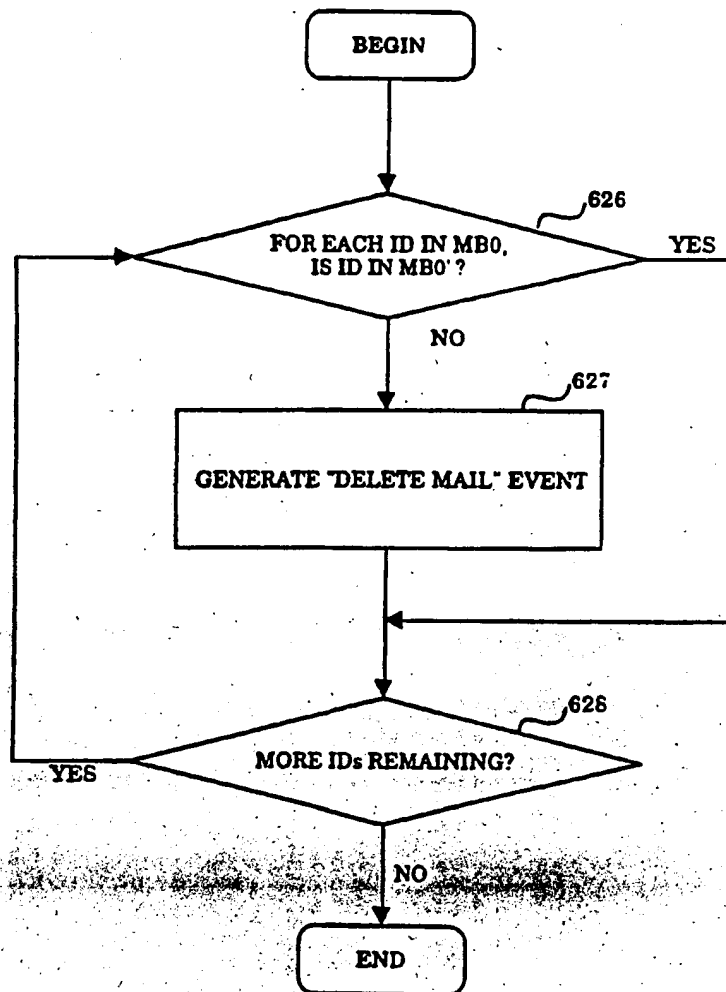 BEGIN
626
FOR EACH ID IN MB0,
IS ID IN MB0' ?
YES
NO
627
GENERATE "DELETE MAIL" EVENT
628
MORE IDs REMAINING?
YES
NO
END